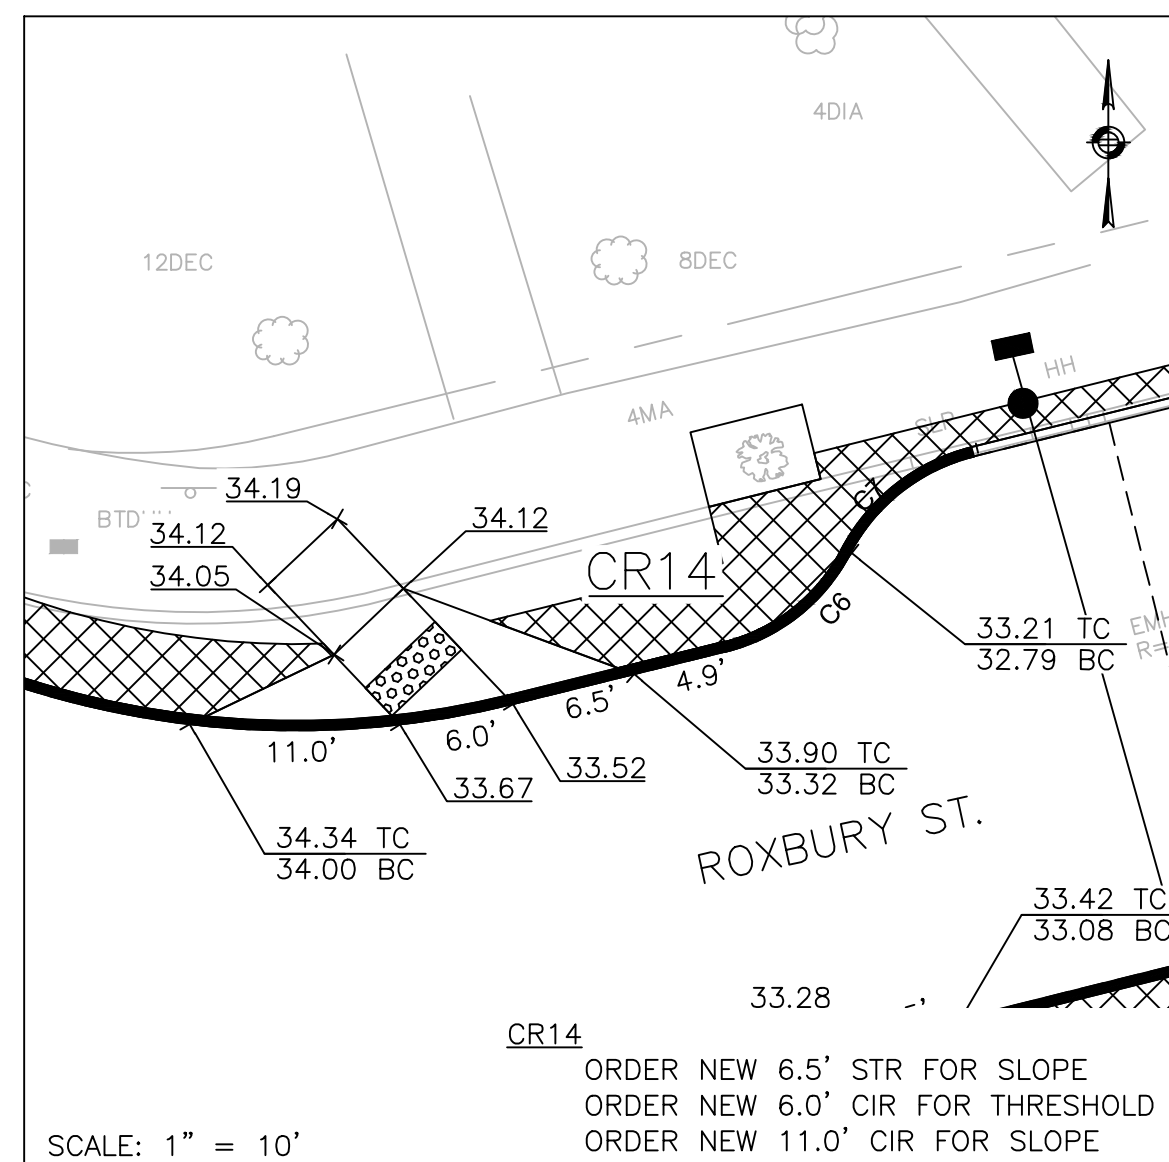 4DIA
12DEC
8DEC
HH
4MA
SLP
34.19
BTD
34.12
34.12
34.05
CR14
C7
C6
33.21 TC
32.79 BC
EMH
R=
4.9'
6.5'
6.0'
11.0'
33.90 TC
33.32 BC
33.52
33.67
34.34 TC
34.00 BC
ROXBURY ST.
33.42 TC
33.08 BC
33.28
CR14
ORDER NEW 6.5' STR FOR SLOPE
ORDER NEW 6.0' CIR FOR THRESHOLD
ORDER NEW 11.0' CIR FOR SLOPE
SCALE: 1" = 10'